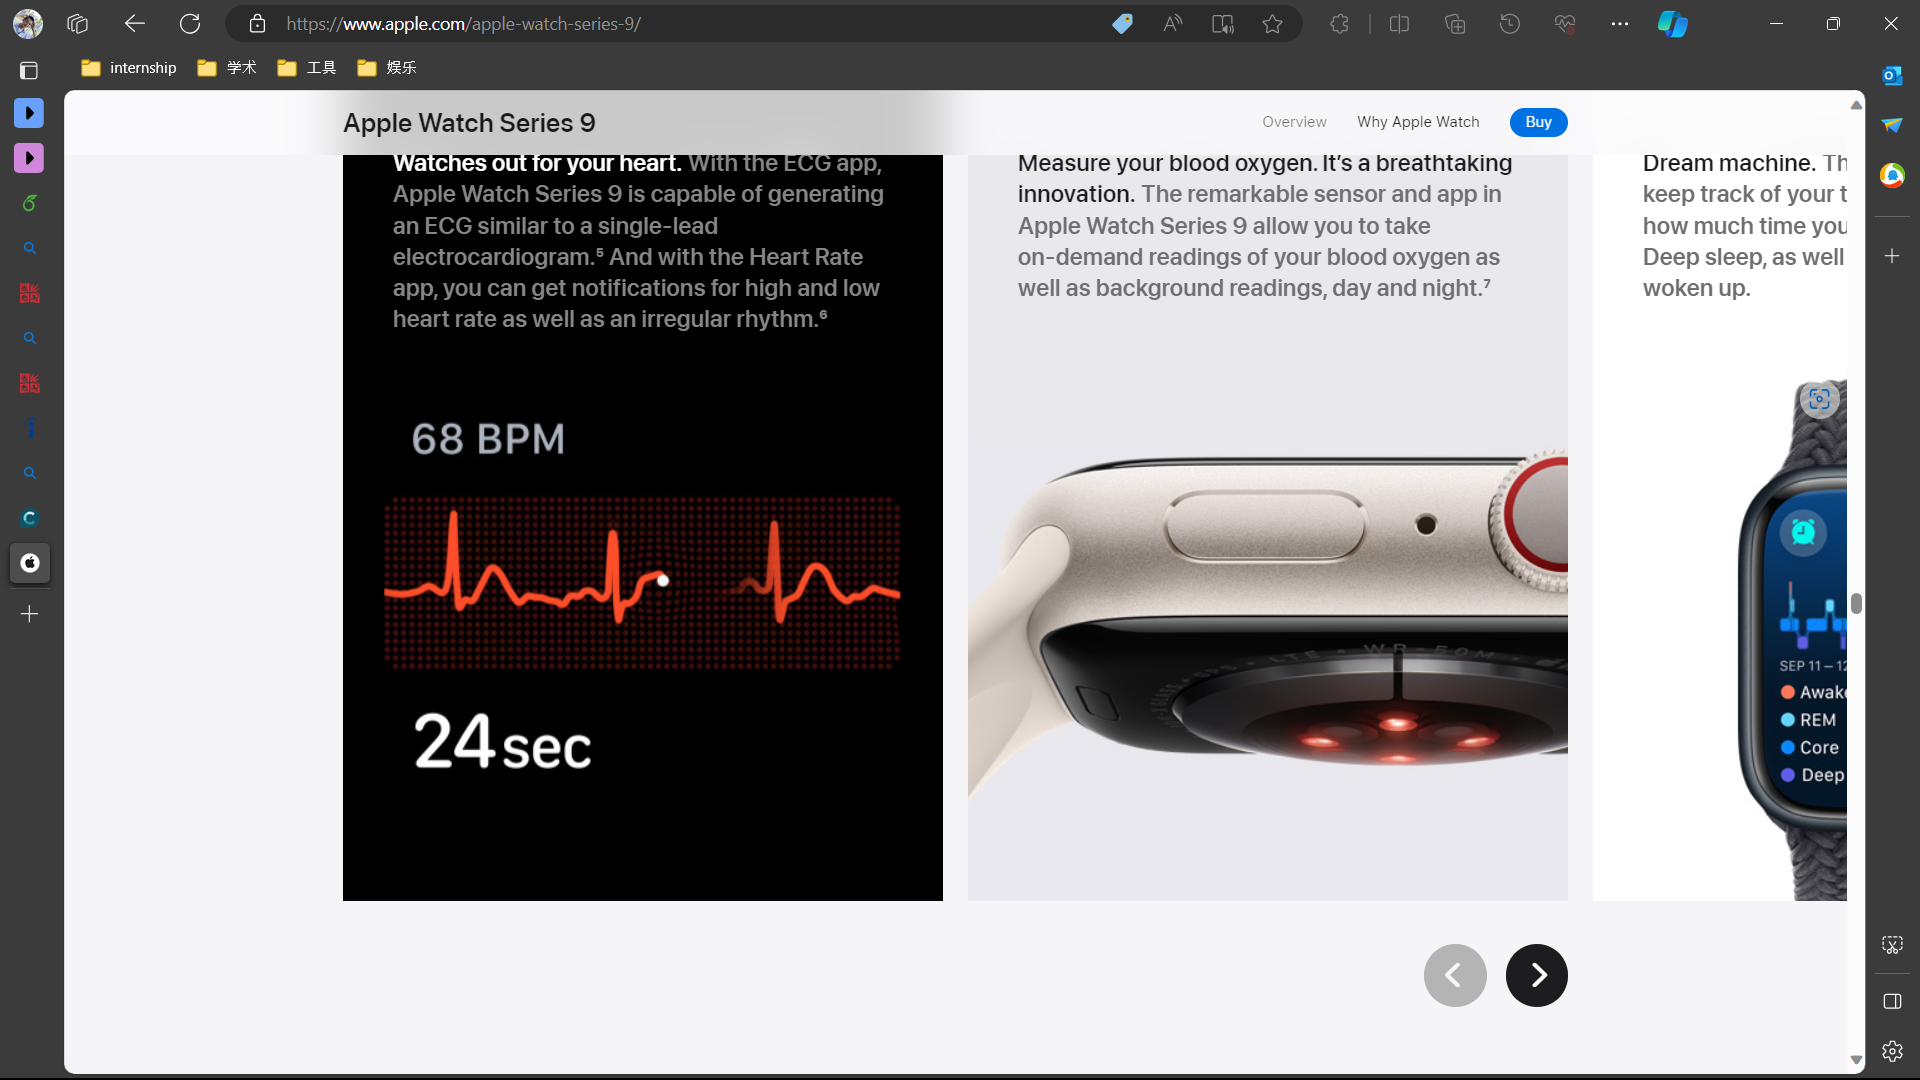 https://www.apple.com/apple-watch-series-9/
internship
学术
工具
娱乐
Apple Watch Series 9
Overview
Why Apple Watch
Buy
Watches out for your heart. With the ECG app,
Apple Watch Series 9 is capable of generating
an ECG similar to a single-lead
electrocardiogram.⁵ And with the Heart Rate
app, you can get notifications for high and low
heart rate as well as an irregular rhythm.⁶
68 BPM
24 sec
Measure your blood oxygen. It’s a breathtaking
innovation. The remarkable sensor and app in
Apple Watch Series 9 allow you to take
on-demand readings of your blood oxygen as
well as background readings, day and night.⁷
GPS • LTE • WR-50M •
Dream machine. Th
keep track of your t
how much time you
Deep sleep, as well
woken up.
SEP 11 – 12
Awake
REM
Core
Deep